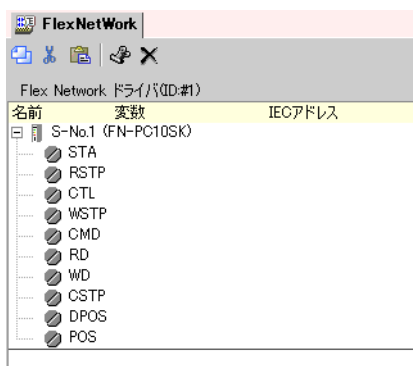 FlexNetWork
Flex Network ドライバ(ID:#1)
名前 変数 IECアドレス
S-No.1 (FN-PC10SK)
STA
RSTP
CTL
WSTP
CMD
RD
WD
CSTP
DPOS
POS